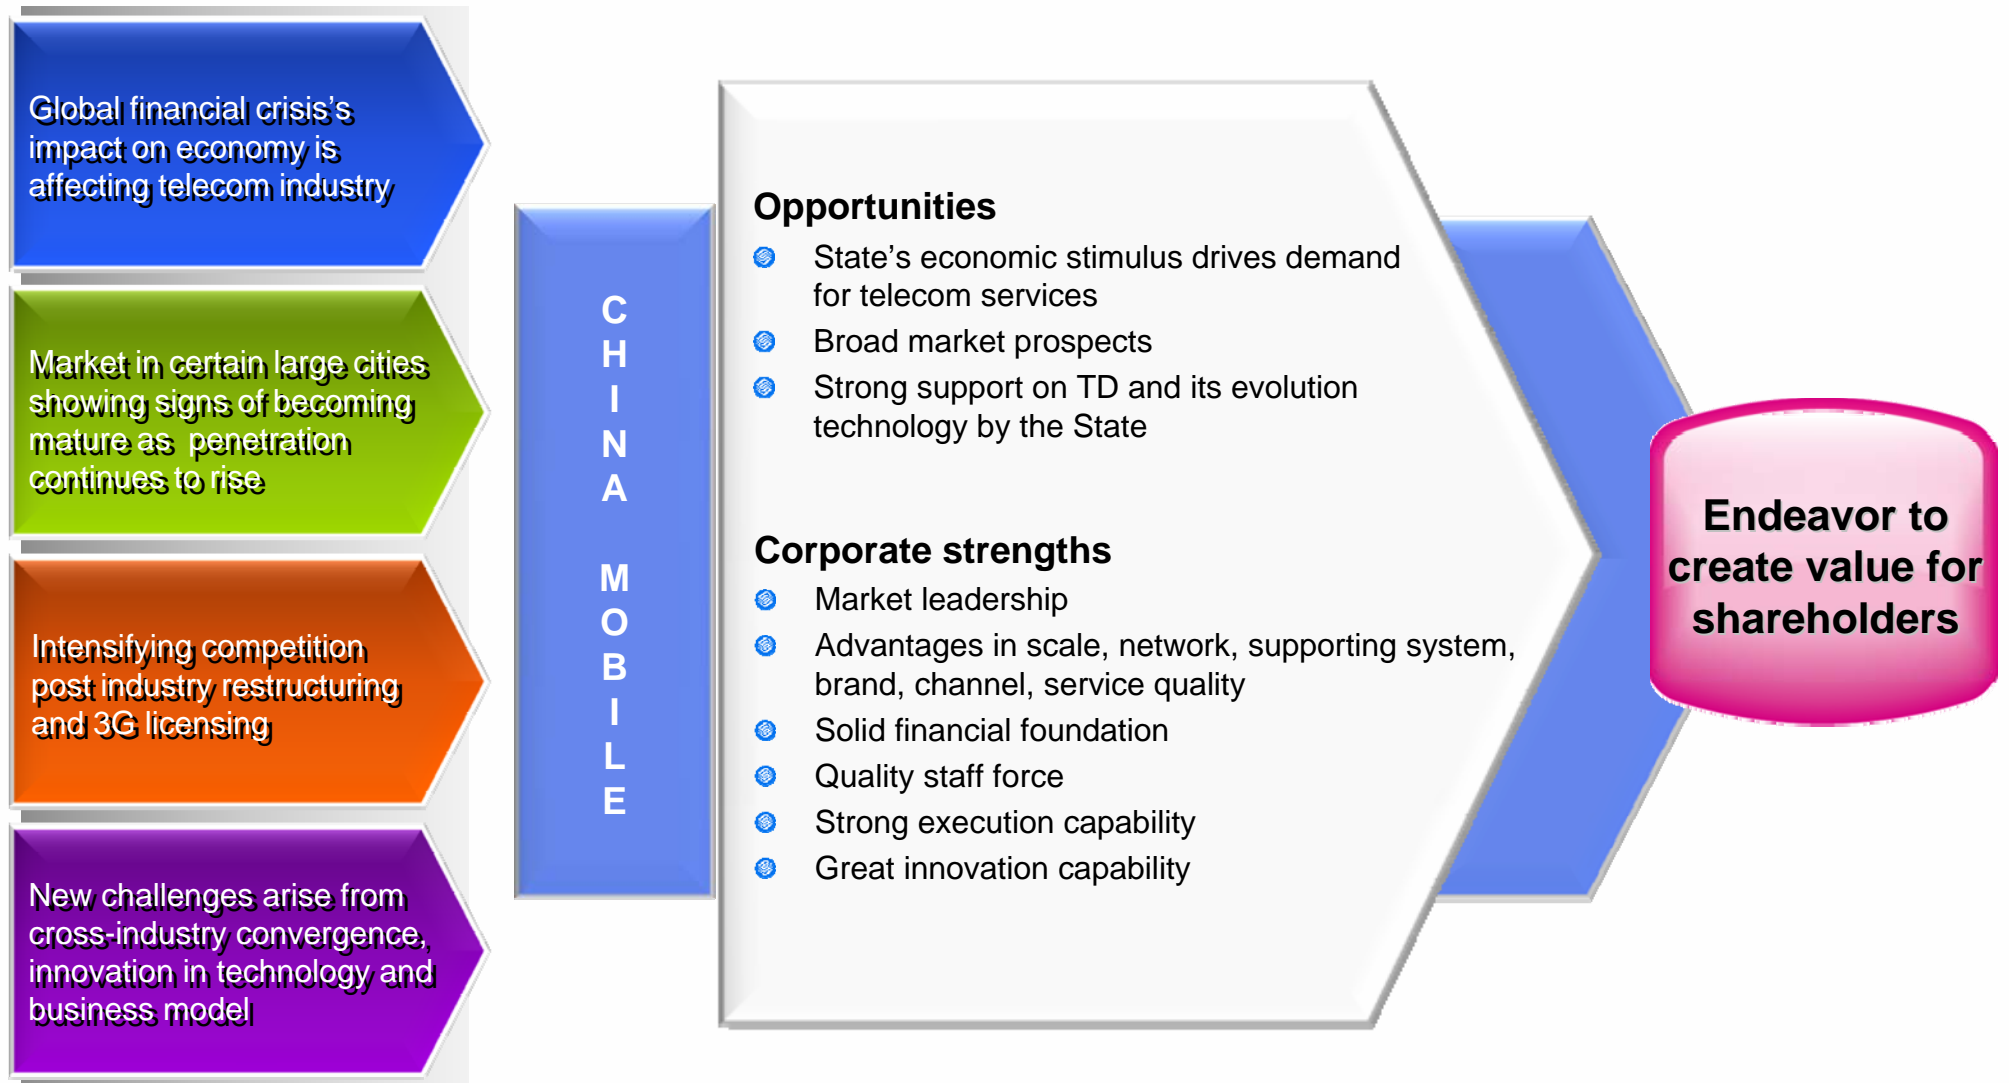 Global financial crisis's
impact on economy is
affecting telecom industry
Market in certain large cities
showing signs of becoming
mature as  penetration
continues to rise
Intensifying competition
post industry restructuring
and 3G licensing
New challenges arise from
cross-industry convergence,
innovation in technology and
business model
C
H
I
N
A
M
O
B
I
L
E
Opportunities
State's economic stimulus drives demand
for telecom services
Broad market prospects
Strong support on TD and its evolution
technology by the State
Corporate strengths
Market leadership
Advantages in scale, network, supporting system,
brand, channel, service quality
Solid financial foundation
Quality staff force
Strong execution capability
Great innovation capability
Endeavor to
create value for
shareholders